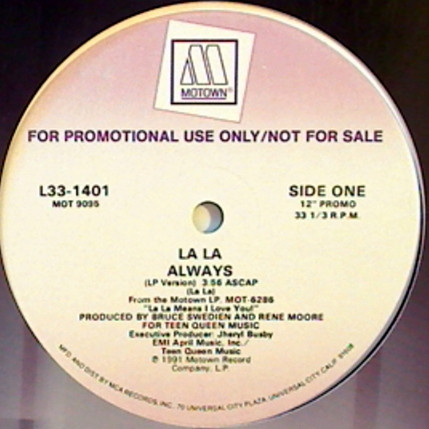 MOTOWN®
FOR PROMOTIONAL USE ONLY/NOT FOR SALE
L33-1401
MOT 9095
SIDE ONE
12" PROMO
33 1/3 R.P.M.
LA LA
ALWAYS
(LP Version) 3:56 ASCAP
(La La)
From the Motown LP. MOT-6286
"La La Means I Love You!"
PRODUCED BY BRUCE SWEDIEN AND RENE MOORE
FOR TEEN QUEEN MUSIC
Executive Producer: Jheryl Busby
EMI April Music, Inc./
Teen Queen Music
℗ 1991 Motown Record
Company, L.P.
MFD. AND DIST. BY MCA RECORDS, INC., 70 UNIVERSAL CITY PLAZA, UNIVERSAL CITY, CALIF. 91608